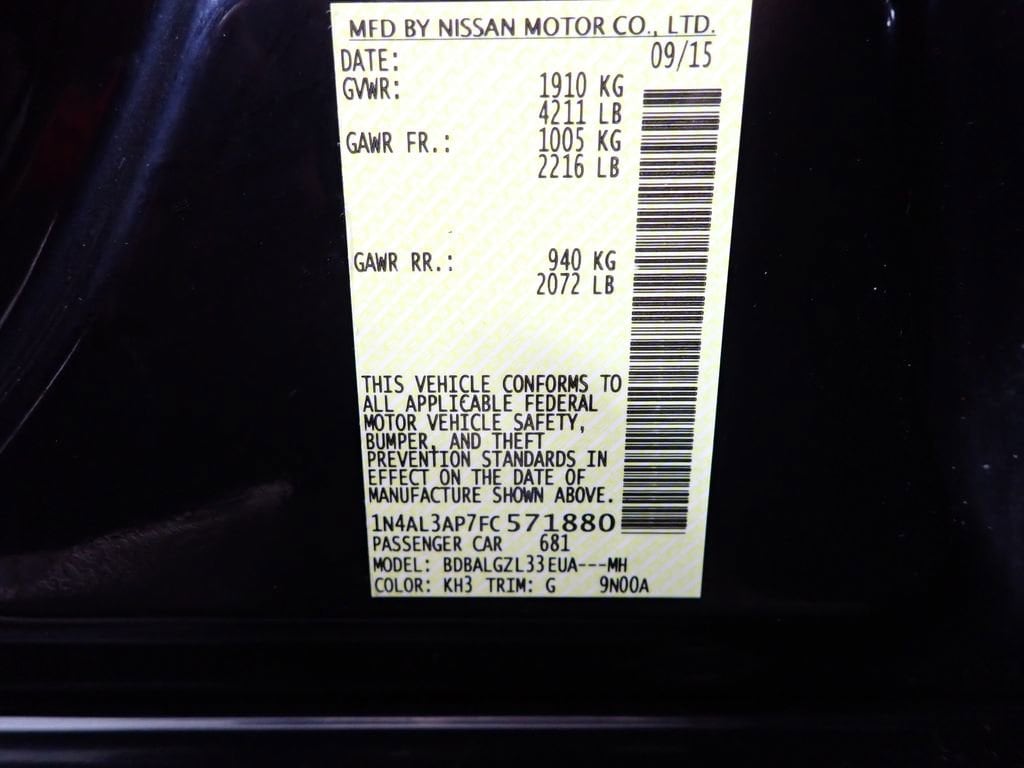 MFD BY NISSAN MOTOR CO., LTD.
DATE: 09/15
GVWR: 1910 KG
4211 LB
GAWR FR.: 1005 KG
2216 LB
GAWR RR.: 940 KG
2072 LB
THIS VEHICLE CONFORMS TO
ALL APPLICABLE FEDERAL
MOTOR VEHICLE SAFETY,
BUMPER, AND THEFT
PREVENTION STANDARDS IN
EFFECT ON THE DATE OF
MANUFACTURE SHOWN ABOVE.
1N4AL3AP7FC571880
PASSENGER CAR 681
MODEL: BDBALGZL33EUA---MH
COLOR: KH3 TRIM: G 9N00A